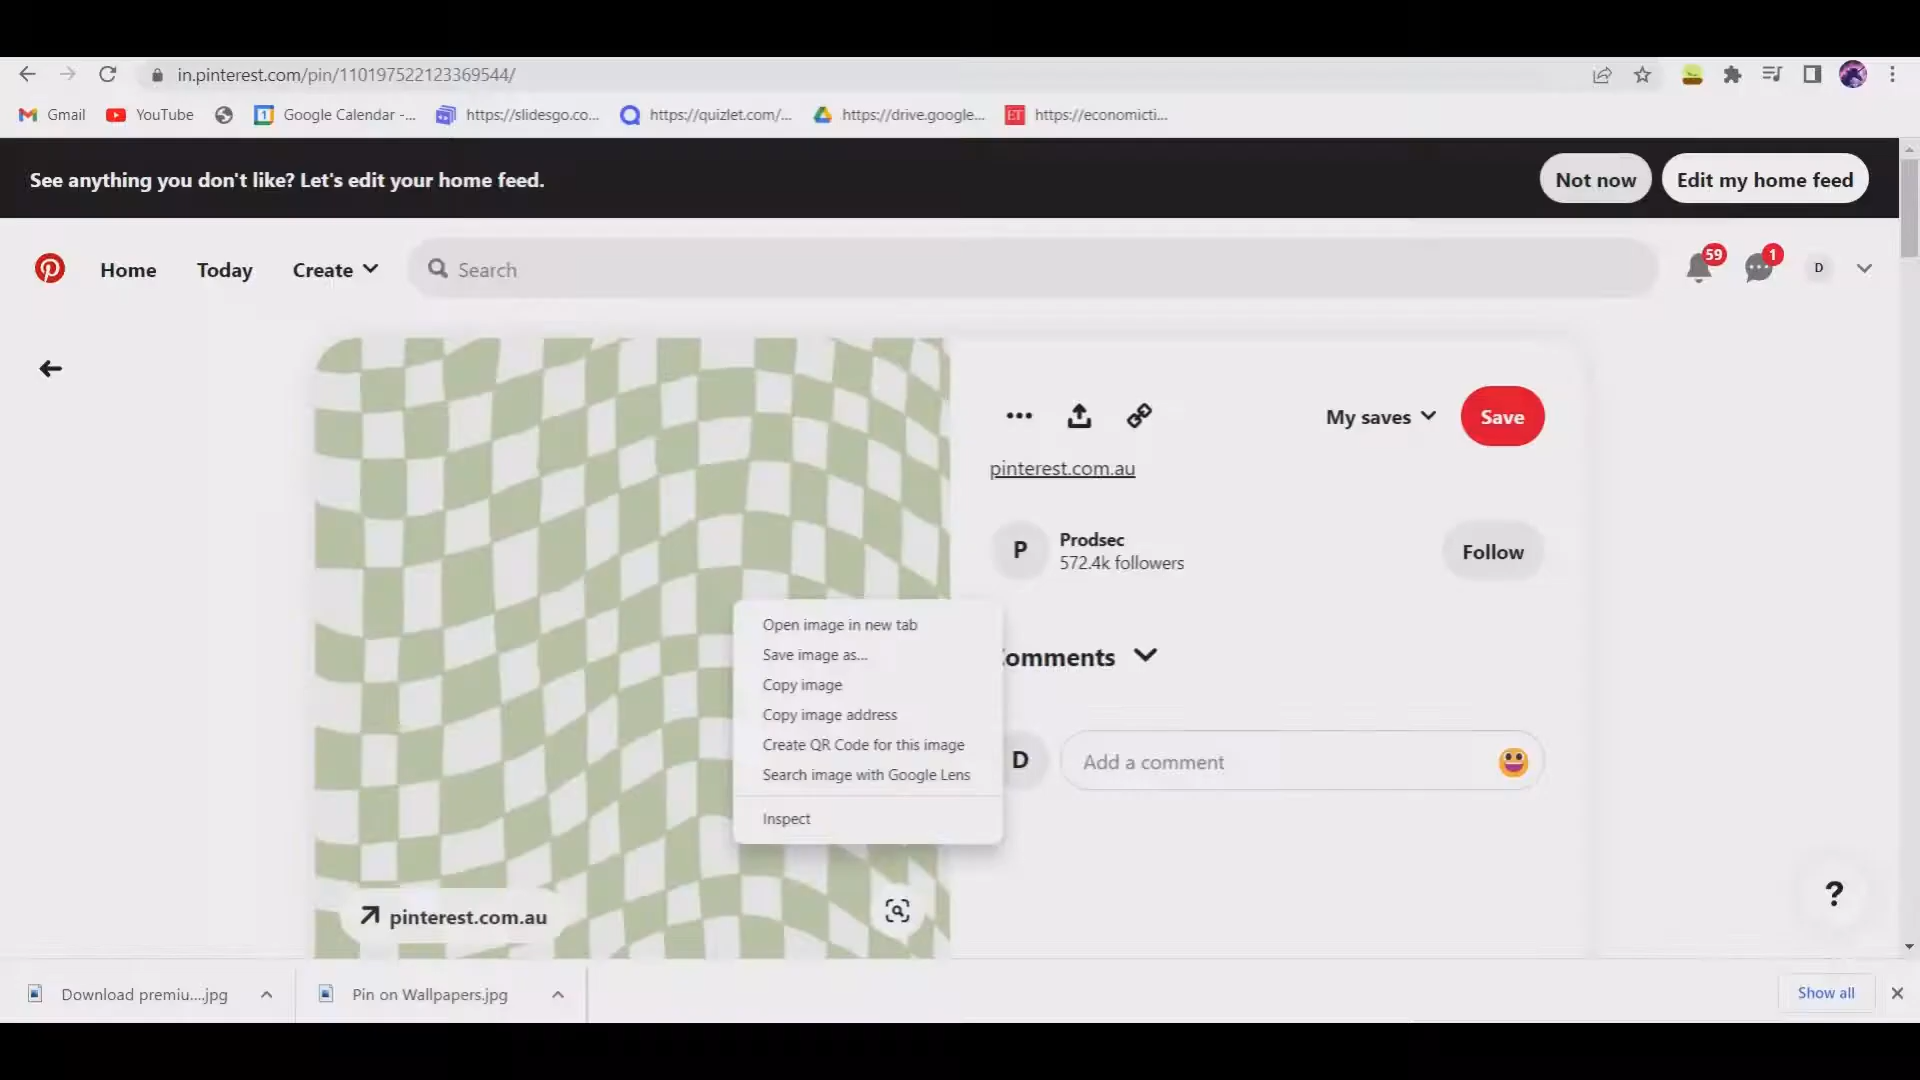 in.pinterest.com/pin/110197522123369544/
Gmail
YouTube
1
Google Calendar -...
https://slidesgo.co...
https://quizlet.com/...
https://drive.google...
ET
https://economicti...
See anything you don't like? Let's edit your home feed.
Not now
Edit my home feed
Home
Today
Create
Search
59
1
D
My saves
Save
pinterest.com.au
P
Prodsec
572.4k followers
Follow
Open image in new tab
Save image as...
Copy image
Copy image address
Create QR Code for this image
Search image with Google Lens
Inspect
omments
D
Add a comment
pinterest.com.au
?
Download premiu....jpg
Pin on Wallpapers.jpg
Show all